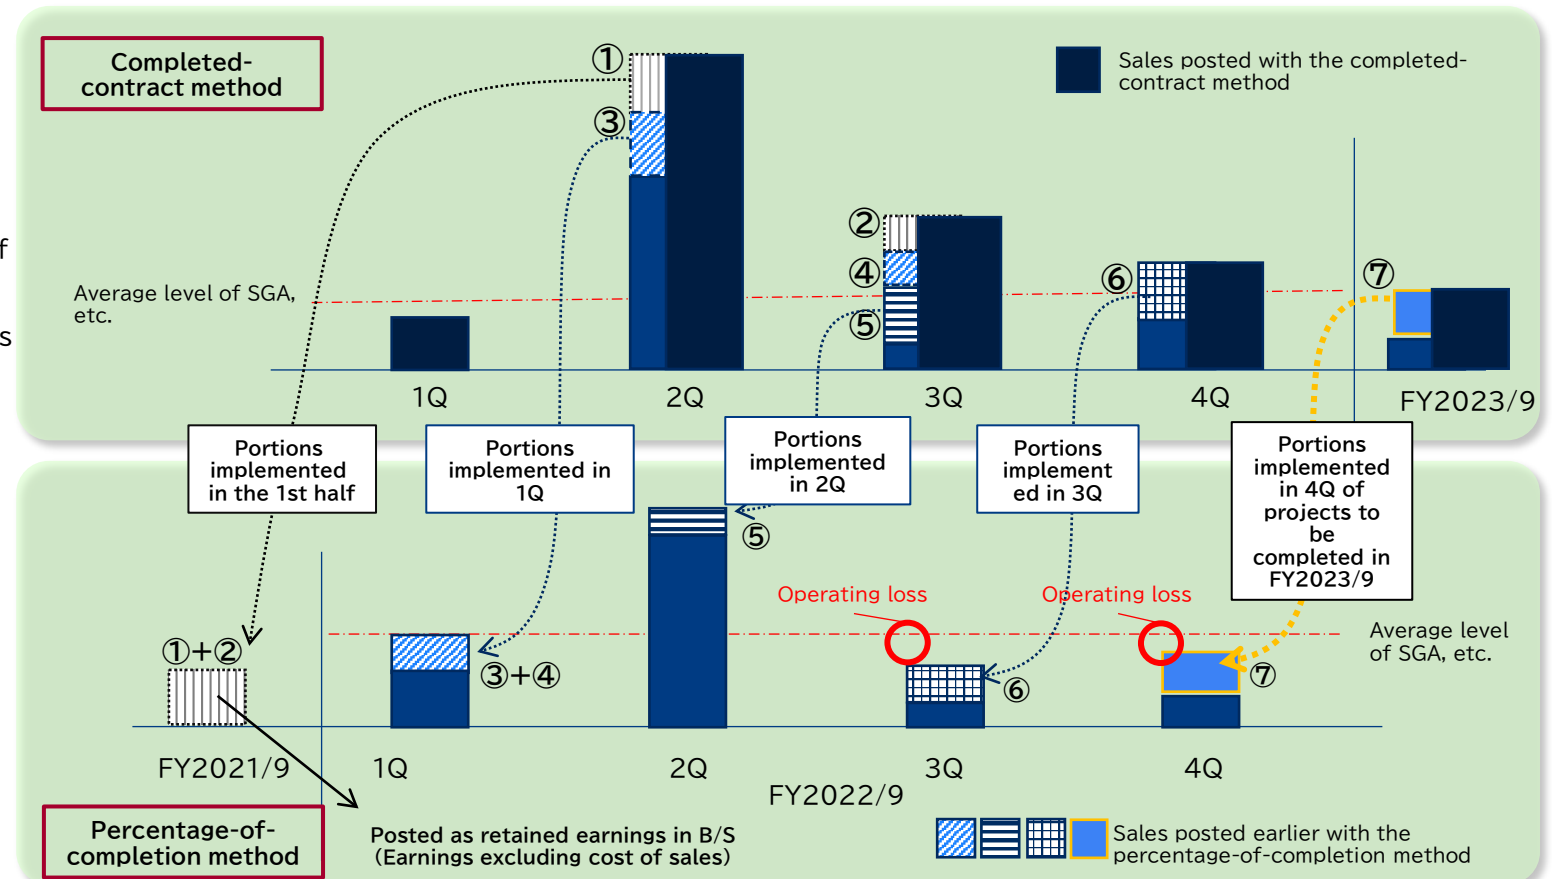 Completed-
contract method
①
③
Sales posted with the completed-
contract method
②
④
⑤
⑥
⑦
f
s
Average level of SGA,
etc.
1Q
2Q
3Q
4Q
FY2023/9
Portions
implemented
in the 1st half
Portions
implemented in
1Q
Portions
implemented
in 2Q
Portions
implement
ed in 3Q
Portions
implemented
in 4Q of
projects to
be
completed in
FY2023/9
⑤
Operating loss
Operating loss
Average level
of SGA, etc.
①+②
③+④
⑥
⑦
FY2021/9
1Q
2Q
3Q
4Q
FY2022/9
Percentage-of-
completion method
Posted as retained earnings in B/S
(Earnings excluding cost of sales)
Sales posted earlier with the
percentage-of-completion method